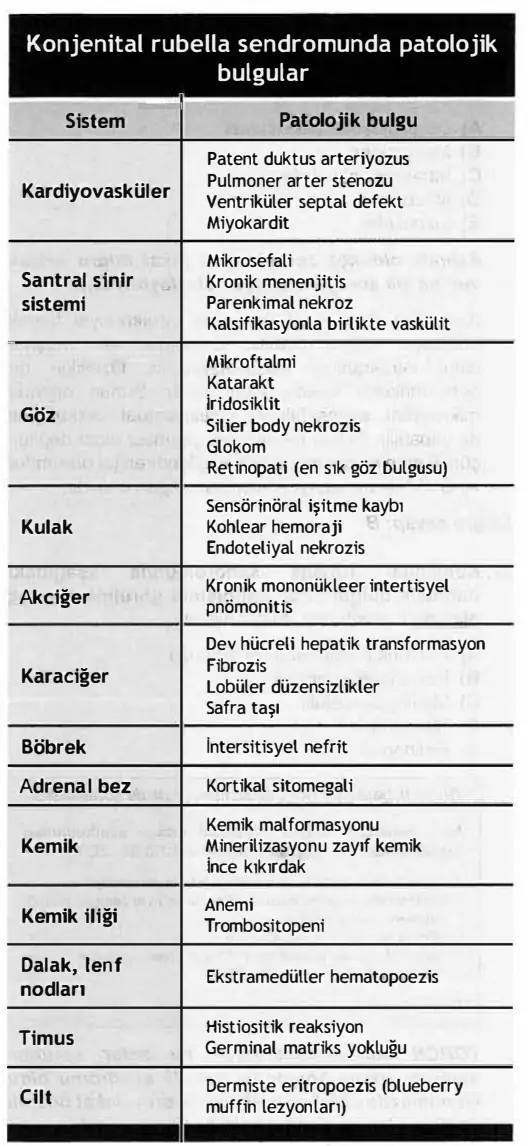 Konjenital rubella sendromunda patolojik
bulgular
Sistem Patolojik bulgu
Kardiyovasküler
Patent duktus arteriyozus
Pulmoner arter stenozu
Ventriküler septal defekt
Miyokardit
Santral sinir
sistemi
Mikrosefali
Kronik menenjitis
Parenkimal nekroz
Kalsifikasyonla birlikte vaskülit
Göz
Mikroftalmi
Katarakt
İridosiklit
Silier body nekrozis
Glokom
Retinopati (en sık göz bulgusu)
Kulak
Sensörinöral işitme kaybı
Kohlear hemoraji
Endoteliyal nekrozis
Akciğer
Kronik mononükleer intertisyel
pnömonitis
Karaciğer
Dev hücreli hepatik transformasyon
Fibrozis
Lobüler düzensizlikler
Safra taşı
Böbrek
İntersitisyel nefrit
Adrenal bez
Kortikal sitomegali
Kemik
Kemik malformasyonu
Minerilizasyonu zayıf kemik
İnce kıkırdak
Kemik iliği
Anemi
Trombositopeni
Dalak, lenf
nodları
Ekstramedüller hematopoezis
Timus
Histiositik reaksiyon
Germinal matriks yokluğu
Cilt
Dermiste eritropoezis (blueberry
muffin lezyonları)